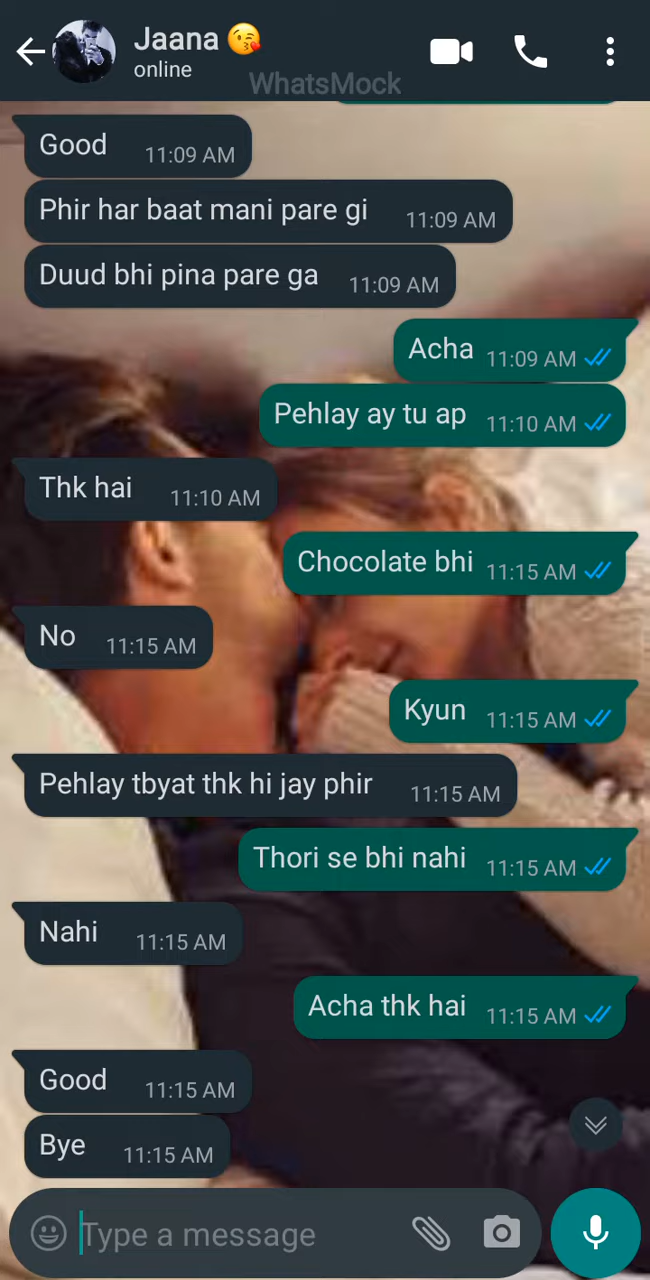 Jaana 😘
online
WhatsMock
Good 11:09 AM
Phir har baat mani pare gi 11:09 AM
Duud bhi pina pare ga 11:09 AM
Acha 11:09 AM
Pehlay ay tu ap 11:10 AM
Thk hai 11:10 AM
Chocolate bhi 11:15 AM
No 11:15 AM
Kyun 11:15 AM
Pehlay tbyat thk hi jay phir 11:15 AM
Thori se bhi nahi 11:15 AM
Nahi 11:15 AM
Acha thk hai 11:15 AM
Good 11:15 AM
Bye 11:15 AM
Type a message